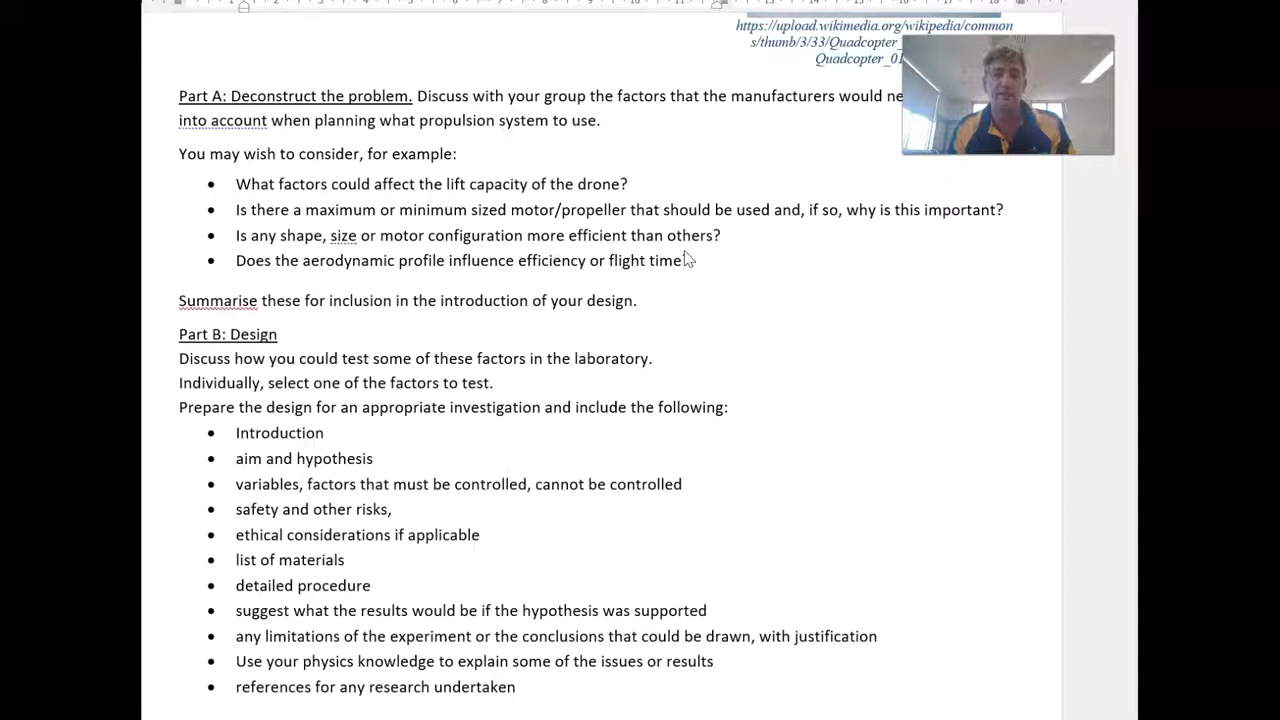 https://upload.wikimedia.org/wikipedia/common
s/thumb/3/33/Quadcopter_
Quadcopter_01
Part A: Deconstruct the problem. Discuss with your group the factors that the manufacturers would ne
into account when planning what propulsion system to use.
You may wish to consider, for example:
• What factors could affect the lift capacity of the drone?
• Is there a maximum or minimum sized motor/propeller that should be used and, if so, why is this important?
• Is any shape, size or motor configuration more efficient than others?
• Does the aerodynamic profile influence efficiency or flight time
Summarise these for inclusion in the introduction of your design.
Part B: Design
Discuss how you could test some of these factors in the laboratory.
Individually, select one of the factors to test.
Prepare the design for an appropriate investigation and include the following:
• Introduction
• aim and hypothesis
• variables, factors that must be controlled, cannot be controlled
• safety and other risks,
• ethical considerations if applicable
• list of materials
• detailed procedure
• suggest what the results would be if the hypothesis was supported
• any limitations of the experiment or the conclusions that could be drawn, with justification
• Use your physics knowledge to explain some of the issues or results
• references for any research undertaken